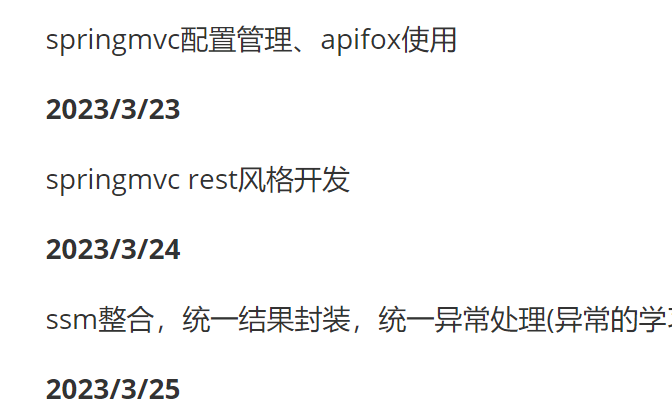 springmvc配置管理、apifox使用
2023/3/23
springmvc rest风格开发
2023/3/24
ssm整合，统一结果封装，统一异常处理(异常的学
2023/3/25